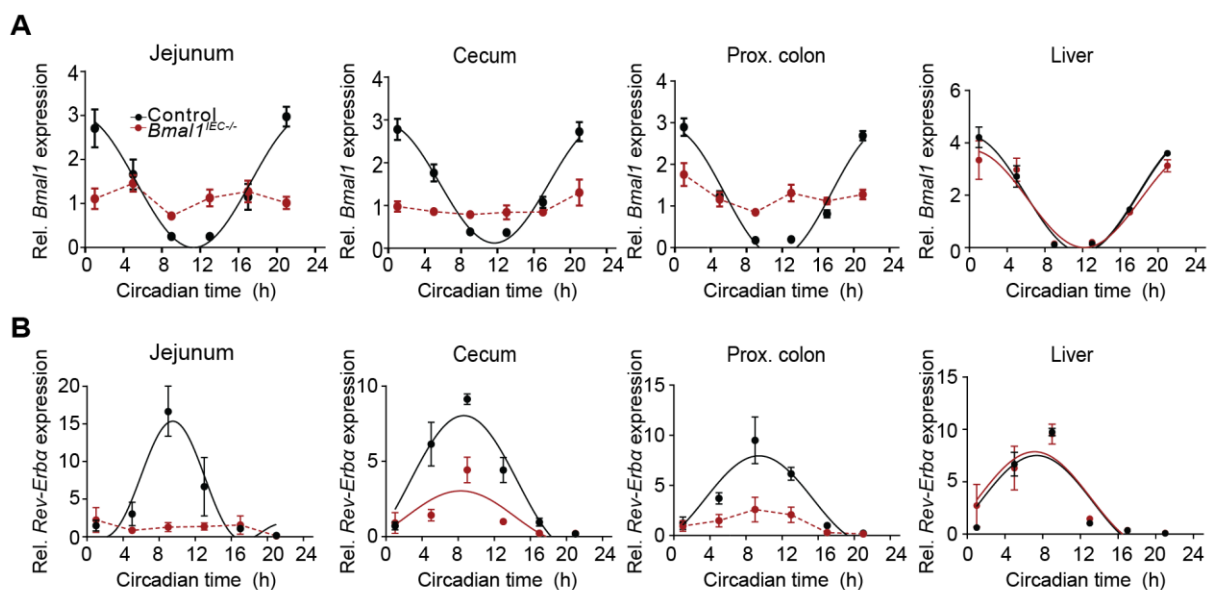 A
Jejunum
Cecum
Prox. colon
Liver
Rel. Bmal1 expression
4
3
2
1
0
Control
Bmal1IEC-/-
0 4 8 12 16 20 24
Circadian time (h)
Rel. Bmal1 expression
4
3
2
1
0
0 4 8 12 16 20 24
Circadian time (h)
Rel. Bmal1 expression
4
3
2
1
0
0 4 8 12 16 20 24
Circadian time (h)
Rel. Bmal1 expression
6
4
2
0
0 4 8 12 16 20 24
Circadian time (h)
B
Jejunum
Cecum
Prox. colon
Liver
Rel. Rev-Erbα expression
20
15
10
5
0
0 4 8 12 16 20 24
Circadian time (h)
Rel. Rev-Erbα expression
10
5
0
0 4 8 12 16 20 24
Circadian time (h)
Rel. Rev-Erbα expression
15
10
5
0
0 4 8 12 16 20 24
Circadian time (h)
Rel. Rev-Erbα expression
15
10
5
0
0 4 8 12 16 20 24
Circadian time (h)